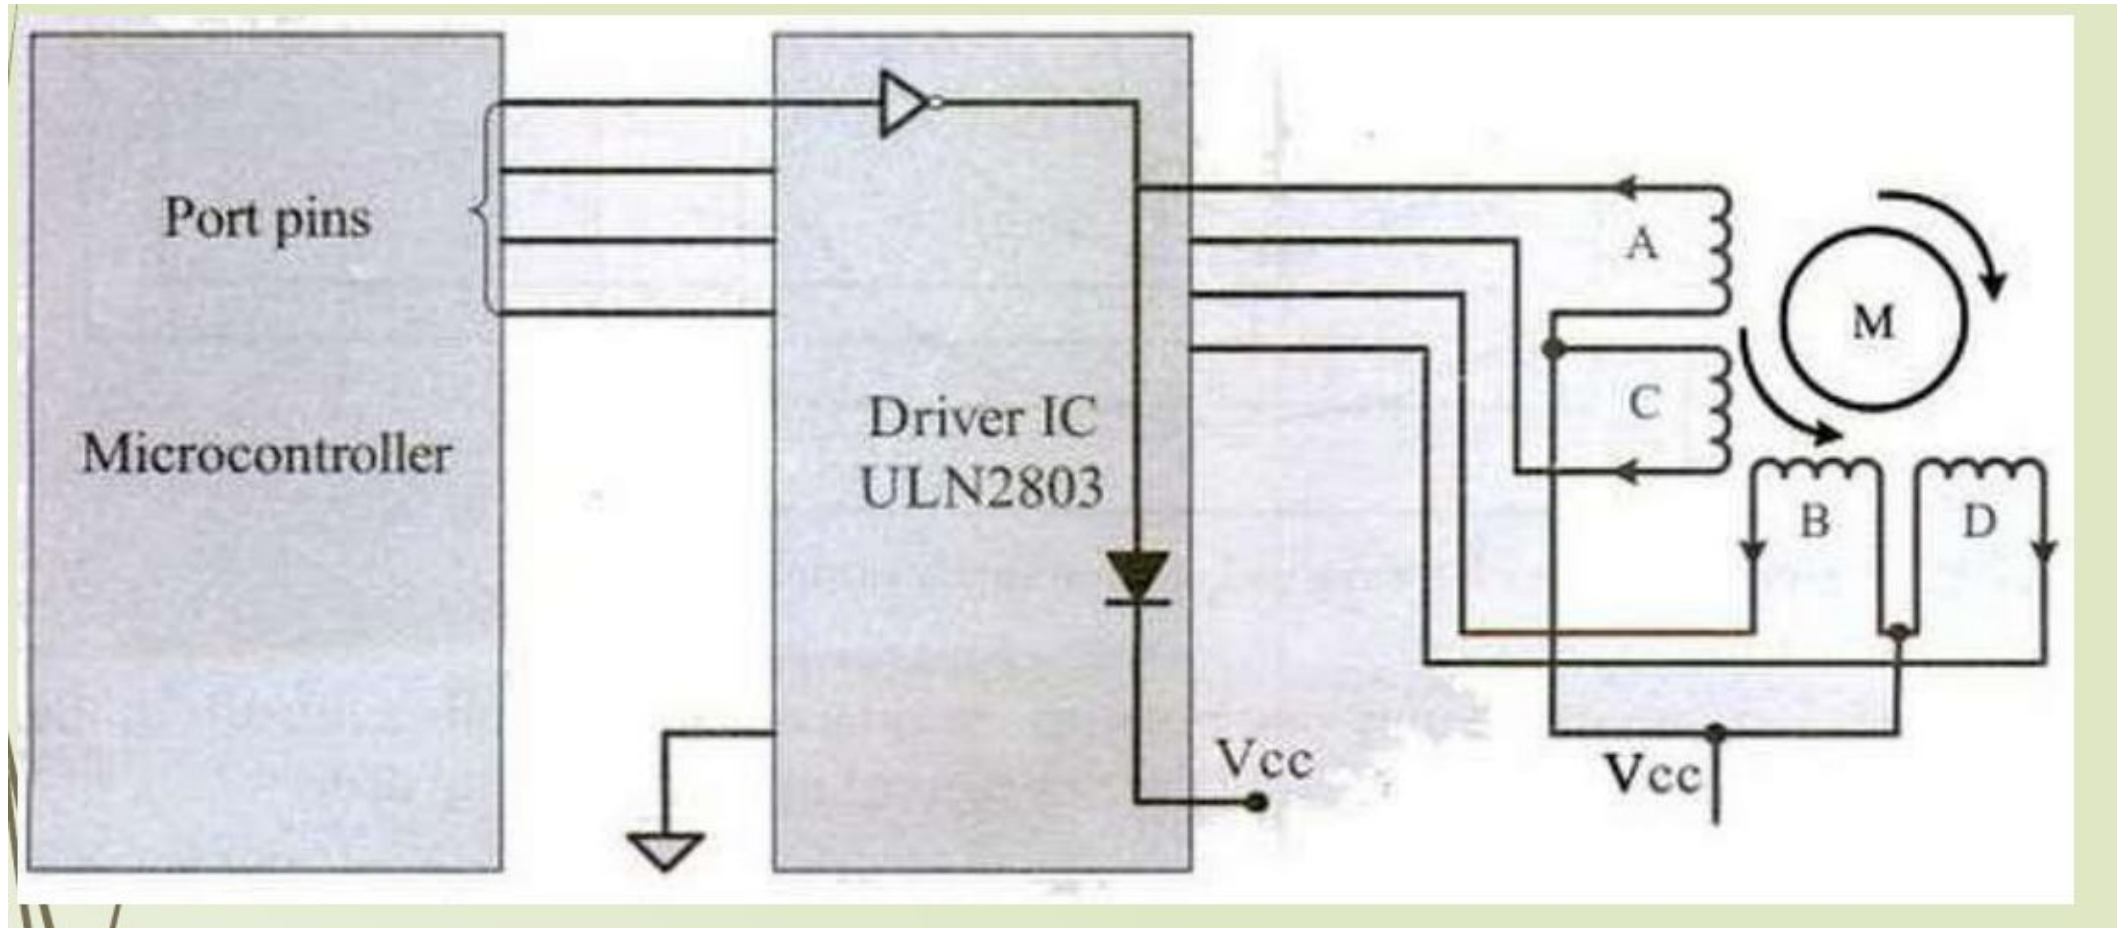 Port pins
Microcontroller
Driver IC
ULN2803
Vcc
A
C
M
B
D
Vcc